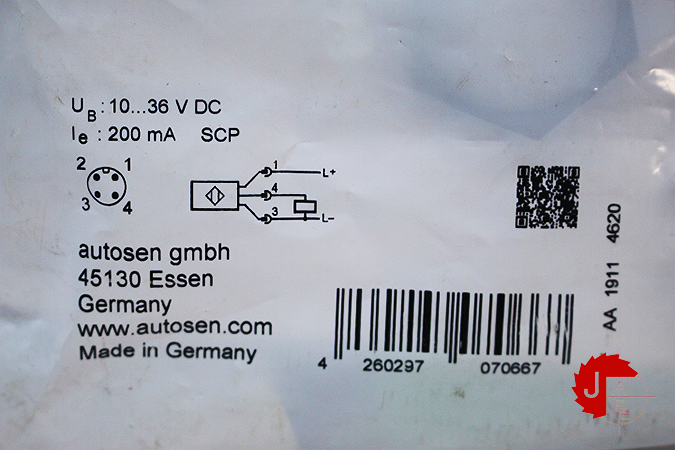 UB: 10...36 V DC
Ie : 200 mA SCP
2 1
3 4
1 L+
4
3 L-
autosen gmbh
45130 Essen
Germany
www.autosen.com
Made in Germany
AA 1911 4620
4 260297 070667
J